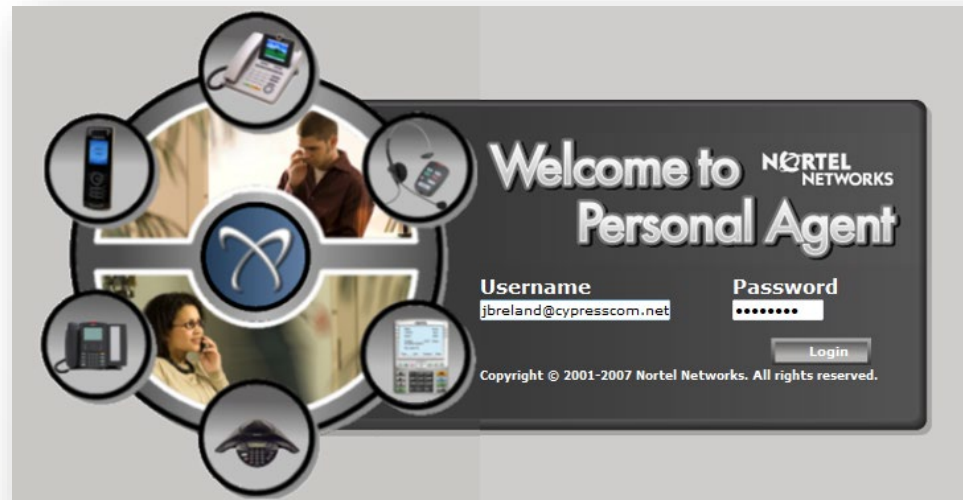 Welcome to NORTEL NETWORKS
Personal Agent
Username Password
jbreland@cypresscom.net ••••••••
Login
Copyright © 2001-2007 Nortel Networks. All rights reserved.